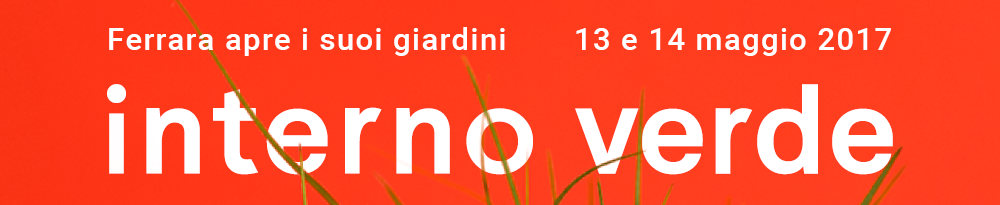 Ferrara apre i suoi giardini 13 e 14 maggio 2017
interno verde